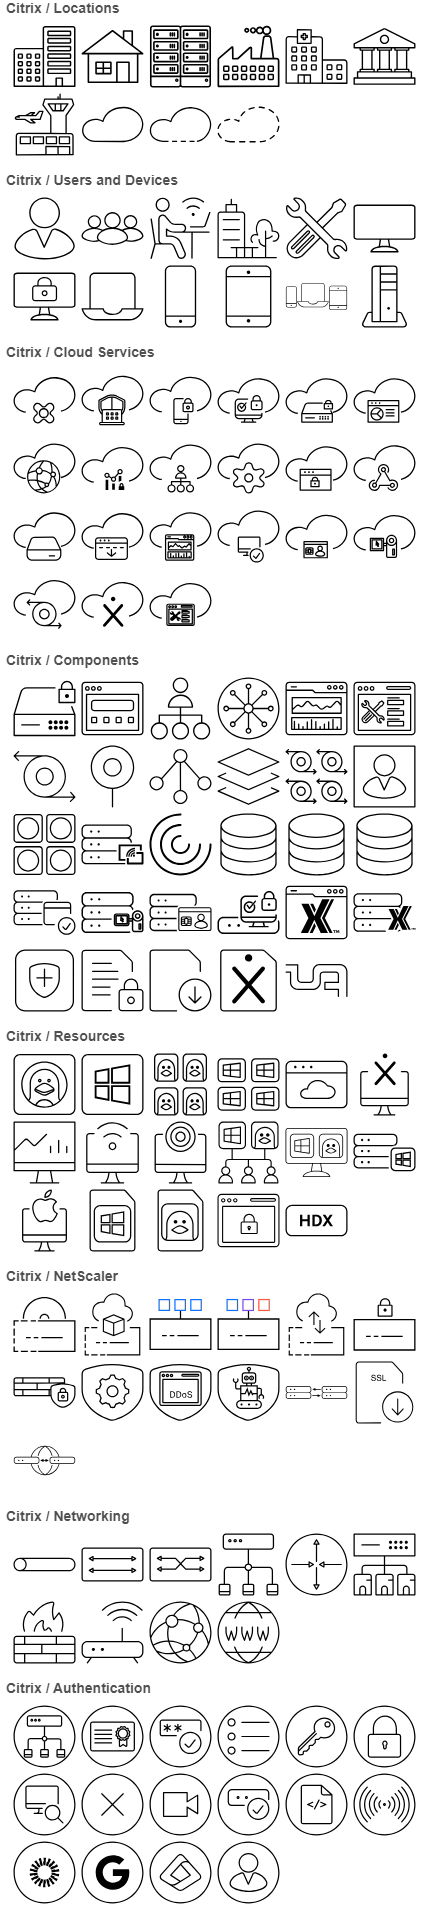 Citrix / Locations
Citrix / Users and Devices
Citrix / Cloud Services
Citrix / Components
TM
Citrix / Resources
HDX
Citrix / NetScaler
DDoS
SSL
Citrix / Networking
WWW
Citrix / Authentication
**
</>
G